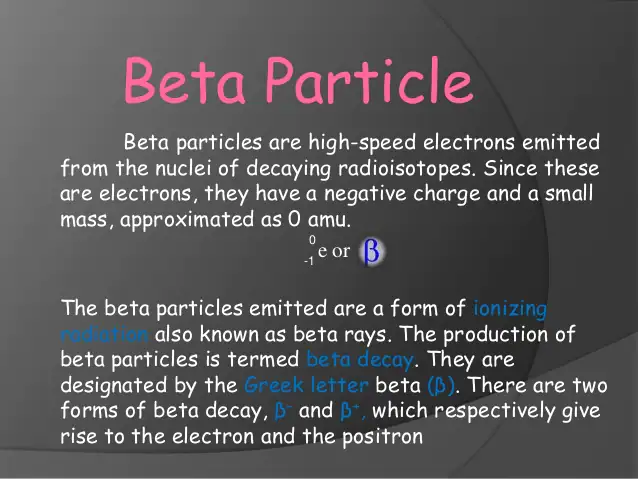 Beta Particle
Beta particles are high-speed electrons emitted
from the nuclei of decaying radioisotopes. Since these
are electrons, they have a negative charge and a small
mass, approximated as 0 amu.
0
-1 e or β
The beta particles emitted are a form of ionizing
radiation also known as beta rays. The production of
beta particles is termed beta decay. They are
designated by the Greek letter beta (β). There are two
forms of beta decay, β⁻ and β⁺, which respectively give
rise to the electron and the positron